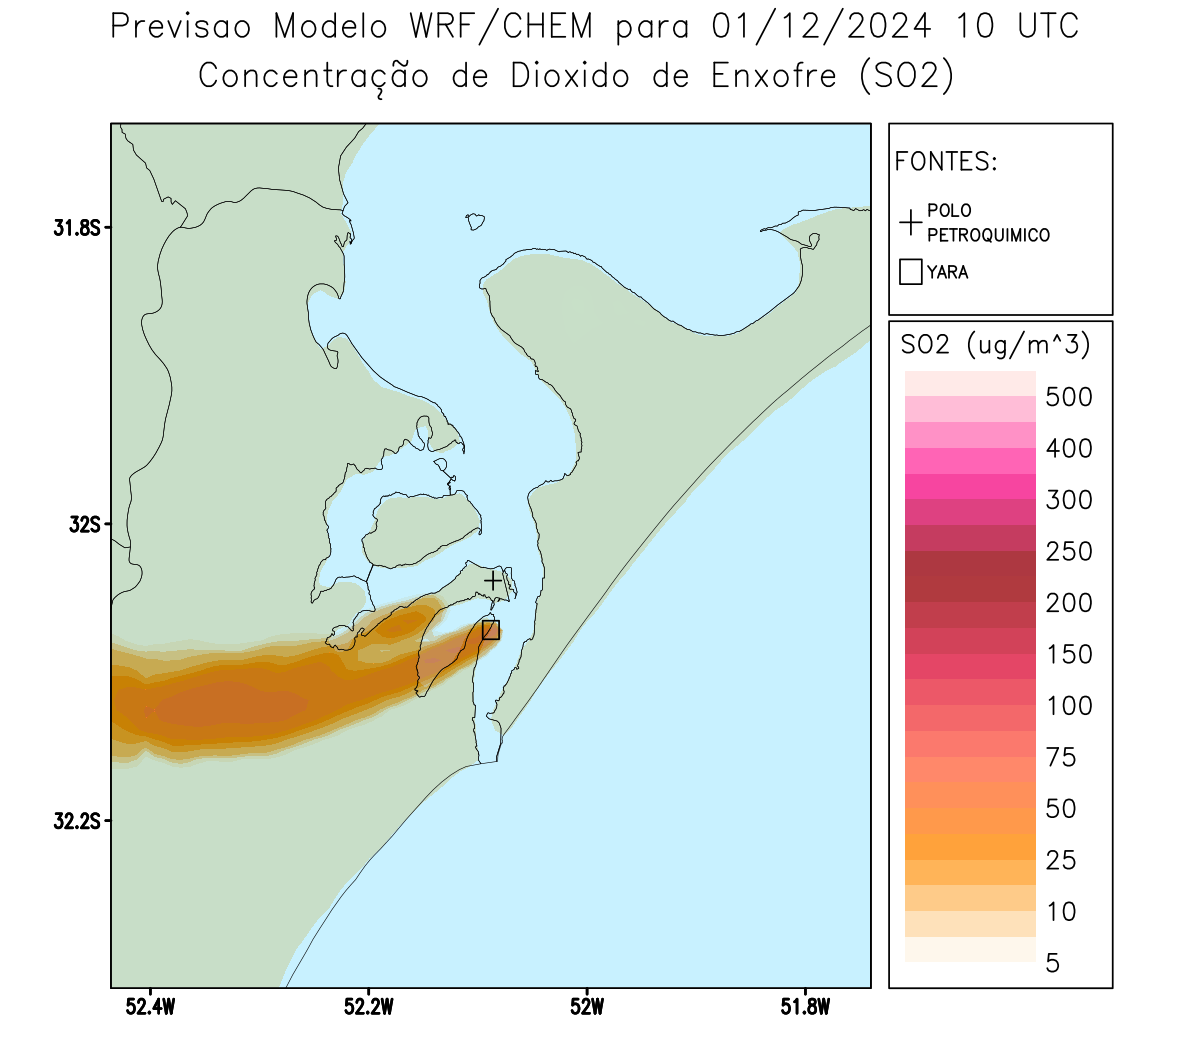 Previsao Modelo WRF/CHEM para 01/12/2024 10 UTC
Concentração de Dioxido de Enxofre (SO2)
FONTES:
POLO
PETROQUIMICO
YARA
SO2 (ug/m^3)
500
400
300
250
200
150
100
75
50
25
10
5
31.8S
32S
32.2S
52.4W
52.2W
52W
51.8W